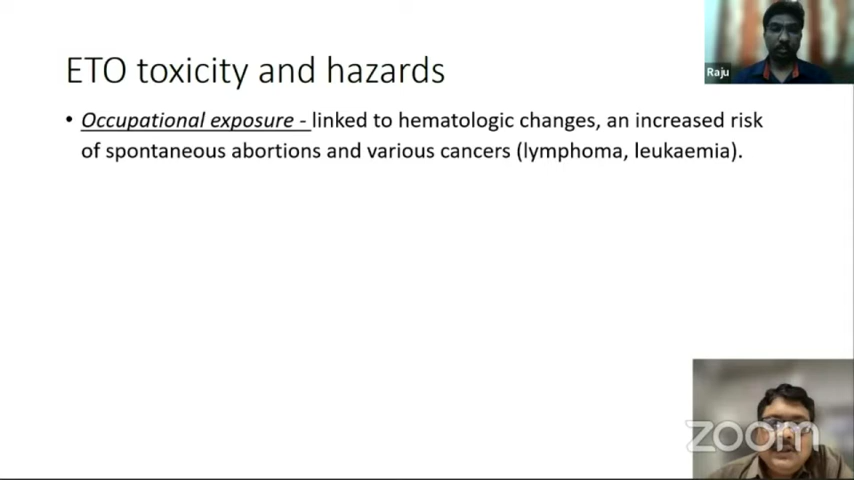 ETO toxicity and hazards
Raju
• Occupational exposure - linked to hematologic changes, an increased risk
of spontaneous abortions and various cancers (lymphoma, leukaemia).
zoom